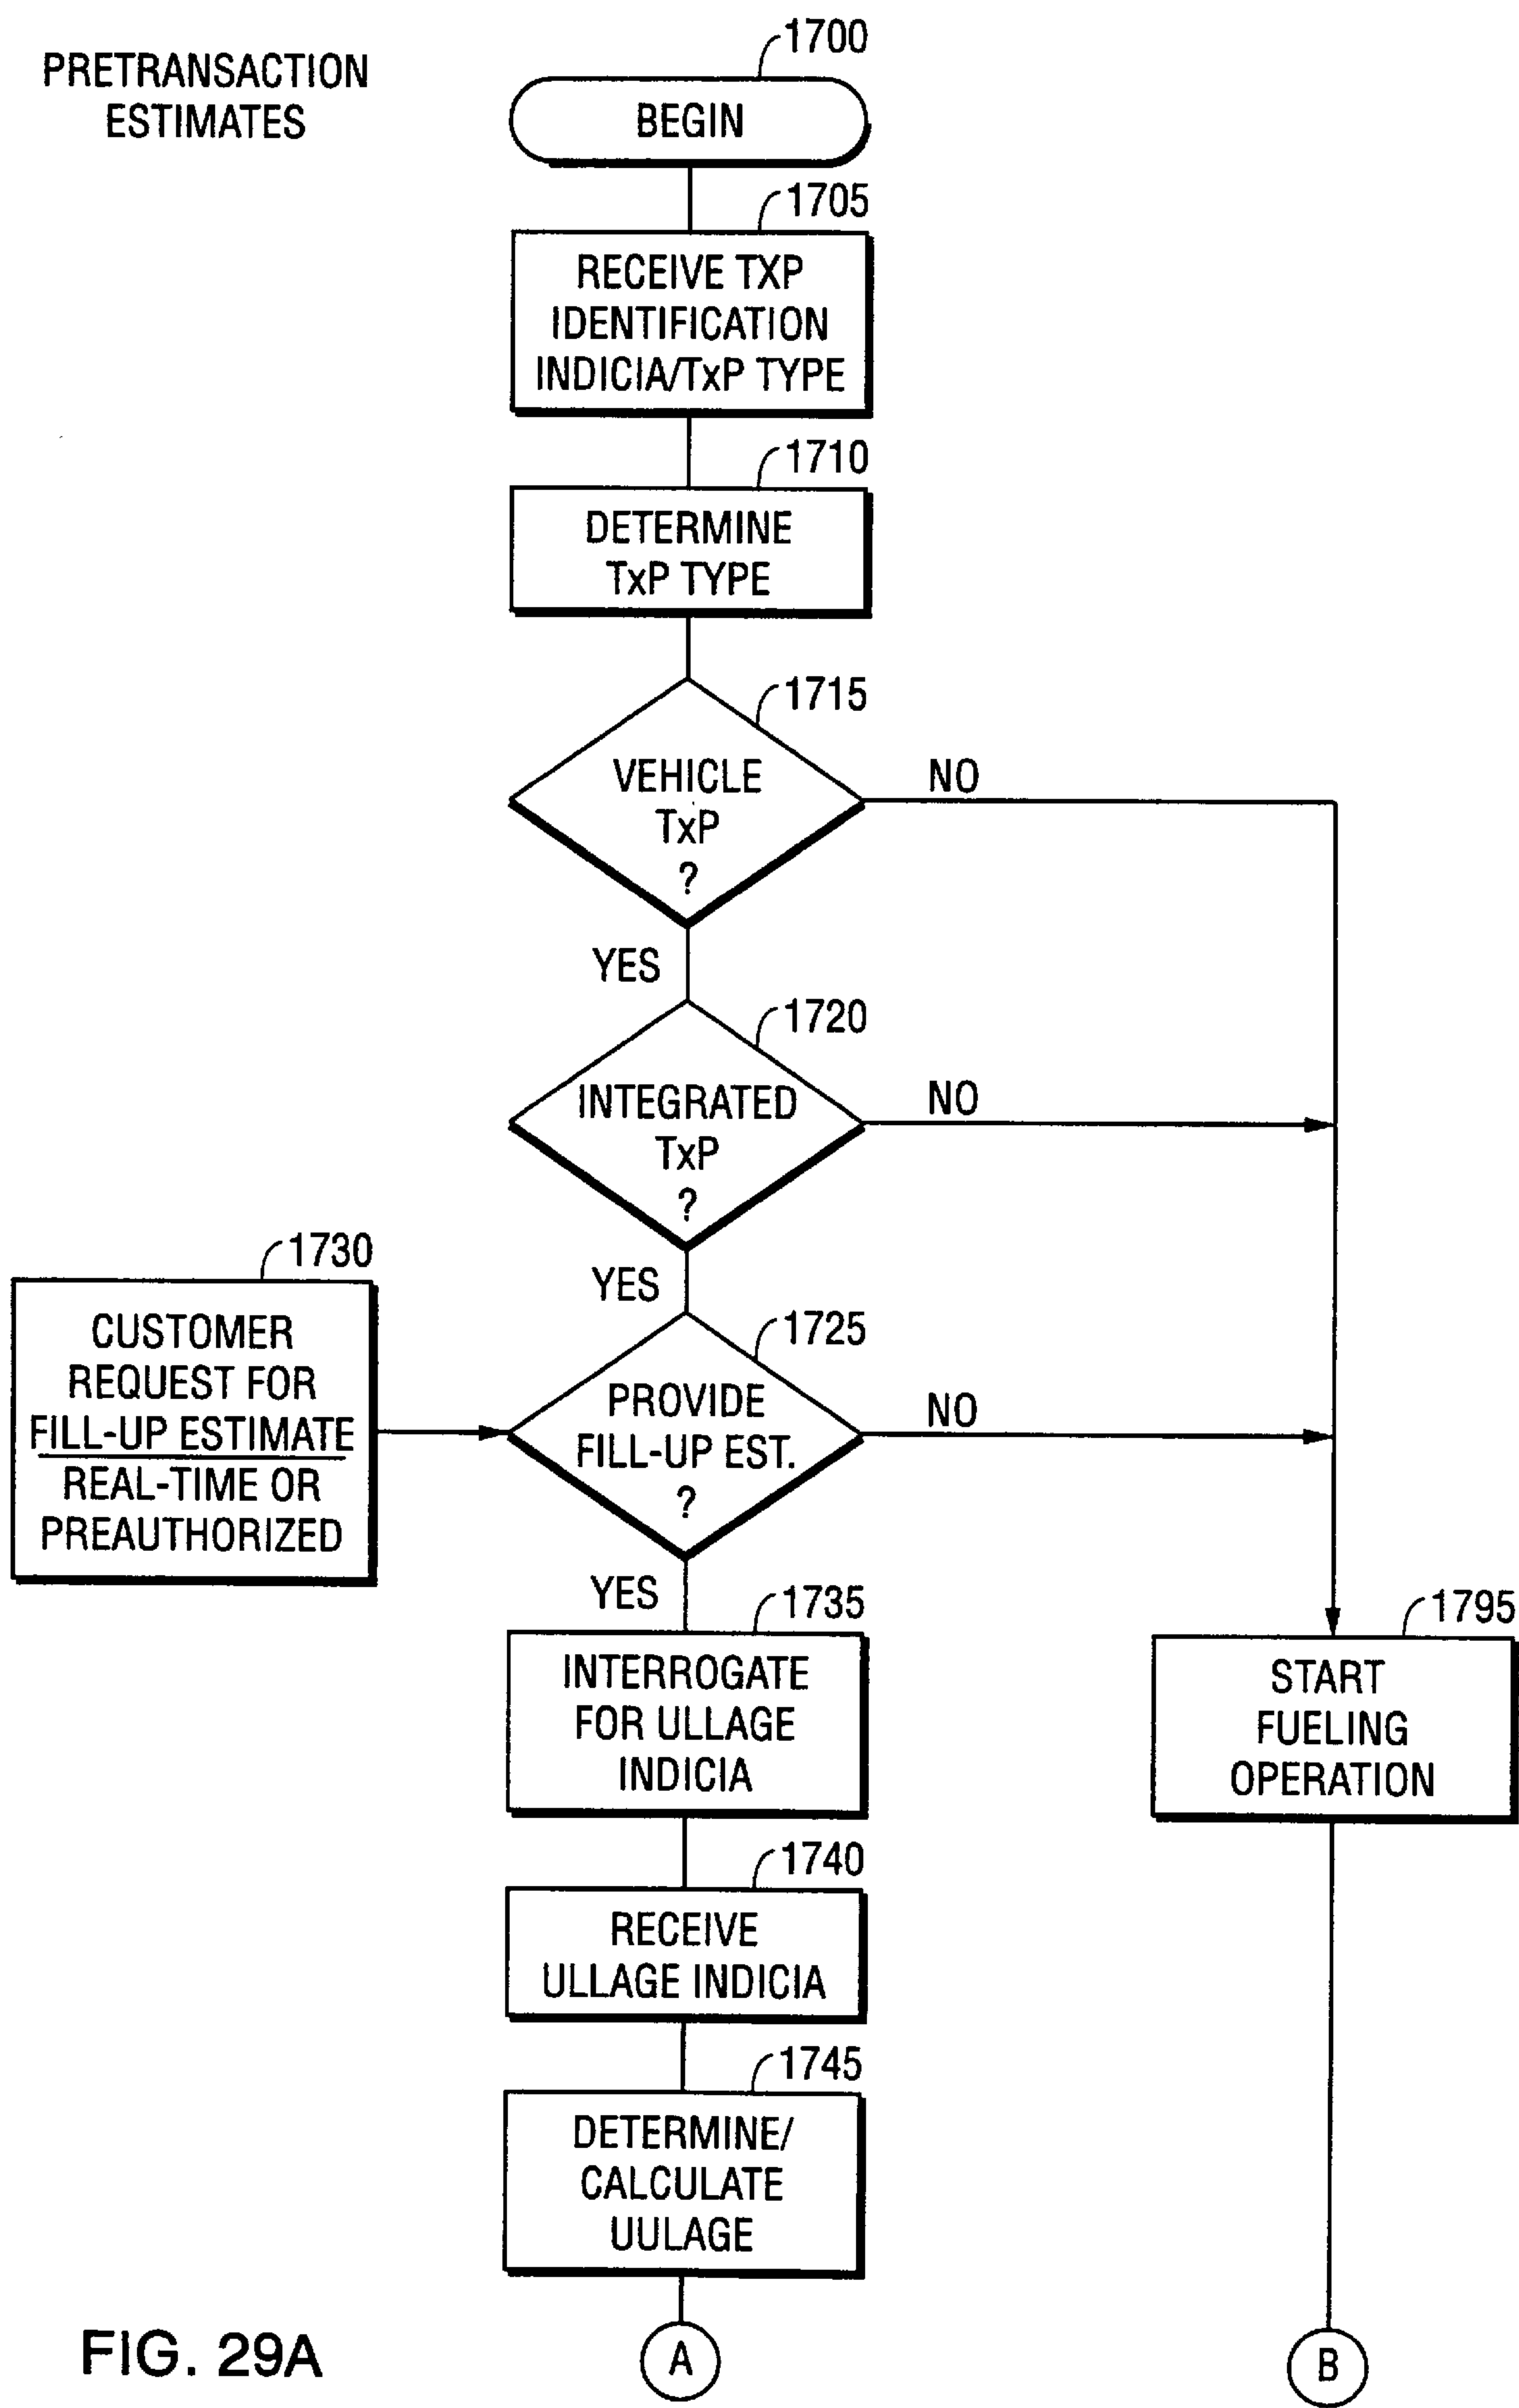 PRETRANSACTION
ESTIMATES
1700
BEGIN
1705
RECEIVE TXP
IDENTIFICATION
INDICIA/TxP TYPE
1710
DETERMINE
TxP TYPE
1715
VEHICLE
TxP
?
NO
YES
1720
INTEGRATED
TxP
?
NO
YES
1730
CUSTOMER
REQUEST FOR
FILL-UP ESTIMATE
REAL-TIME OR
PREAUTHORIZED
1725
PROVIDE
FILL-UP EST.
?
NO
YES
1735
INTERROGATE
FOR ULLAGE
INDICIA
1795
START
FUELING
OPERATION
1740
RECEIVE
ULLAGE INDICIA
1745
DETERMINE/
CALCULATE
UULAGE
FIG. 29A
A
B